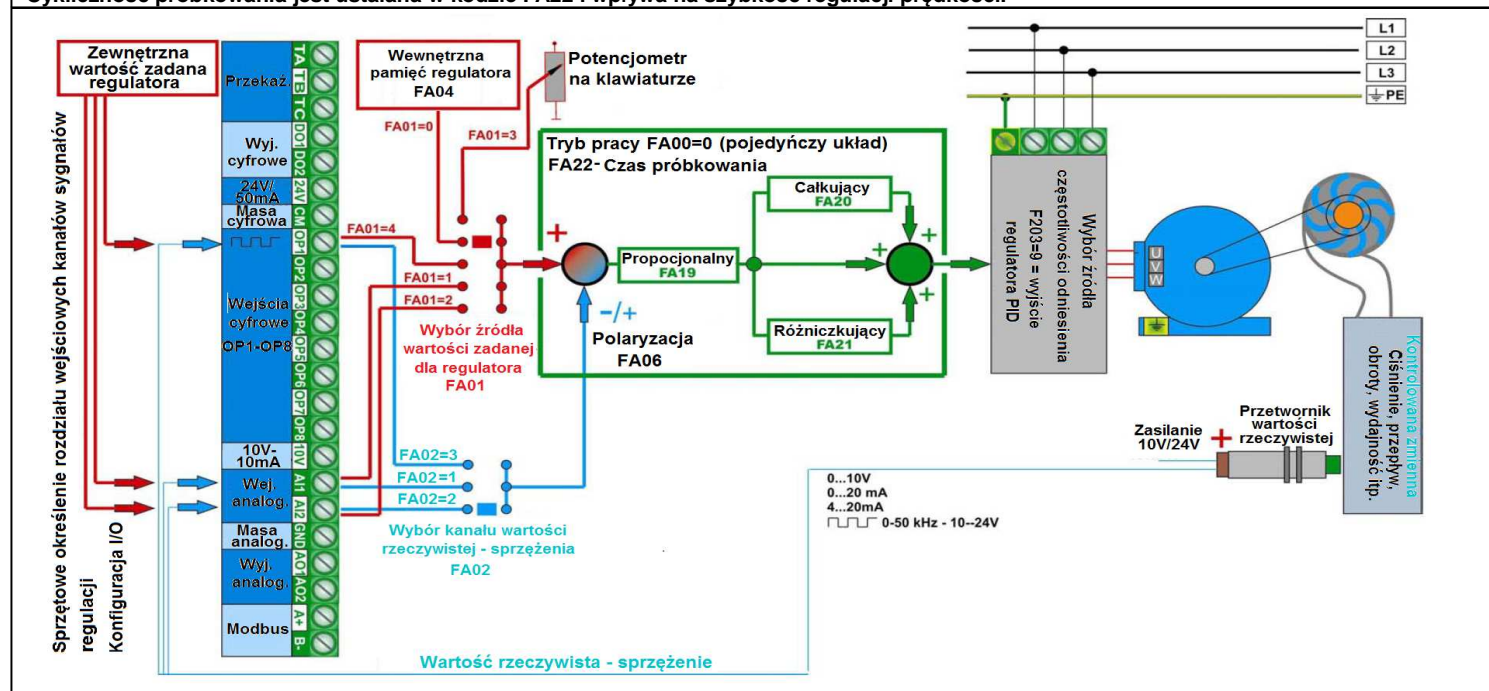 Cykliczność próbkowania jest ustalana w kodzie FA22 i wpływa na szybkość regulacji prędkości.
Zewnętrzna
wartość zadana
regulatora
Sprzętowe określenie rozdziału wejściowych kanałów sygnałów
regulacji
Konfiguracja I/O
Przekaź.
Wyj.
cyfrowe
24V/
50mA
Masa
cyfrowa
Wejścia
cyfrowe
OP1-OP8
10V-
10mA
Wej.
analog.
Masa
analog.
Wyj.
analog.
Modbus
TA
TB
TC
DO1
DO2
24V
CM
OP1
OP2
OP3
OP4
OP5
OP6
OP7
OP8
10V
AI1
AI2
GND
AO1
AO2
A+
B-
Wewnętrzna
pamięć regulatora
FA04
Potencjometr
na klawiaturze
FA01=0
FA01=3
FA01=4
FA01=1
FA01=2
Wybór źródła
wartości zadanej
dla regulatora
FA01
FA02=3
FA02=1
FA02=2
Wybór kanału wartości
rzeczywistej - sprzężenia
FA02
Tryb pracy FA00=0 (pojedyńczy układ)
FA22- Czas próbkowania
+
Propocjonalny
FA19
Całkujący
FA20
Różniczkujący
FA21
+
+
+
-/+
Polaryzacja
FA06
L1
L2
L3
PE
Wybór źródła
częstotliwości odniesienia
F203=9 = wyjście
regulatora PID
U
V
W
Kontrolowana zmienna
Ciśnienie, przepływ,
obroty, wydajność itp.
Przetwornik
wartości
rzeczywistej
Zasilanie
10V/24V
+
0...10V
0...20 mA
4...20mA
0-50 kHz - 10--24V
Wartość rzeczywista - sprzężenie